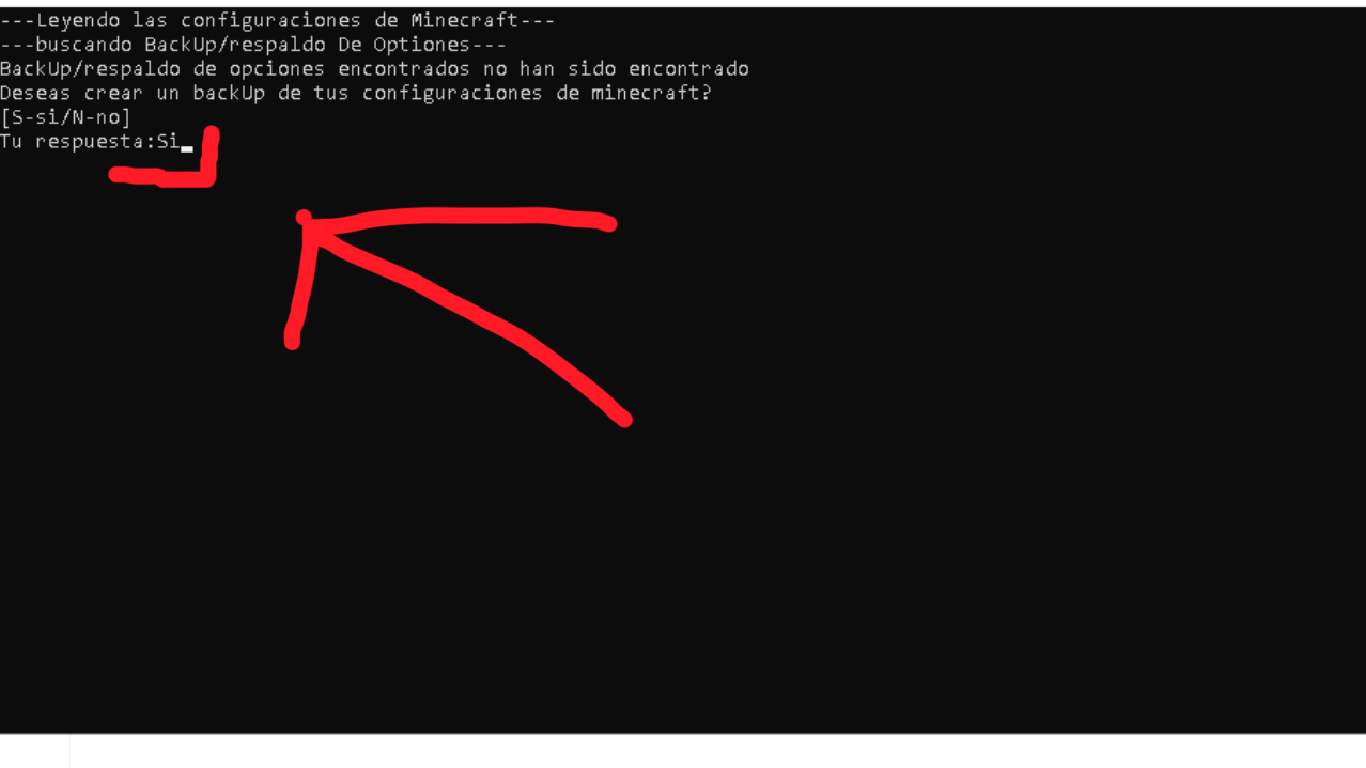 ---Leyendo las configuraciones de Minecraft---
---buscando BackUp/respaldo De Optiones---
BackUp/respaldo de opciones encontrados no han sido encontrado
Deseas crear un backUp de tus configuraciones de minecraft?
[S-si/N-no]
Tu respuesta:Si_